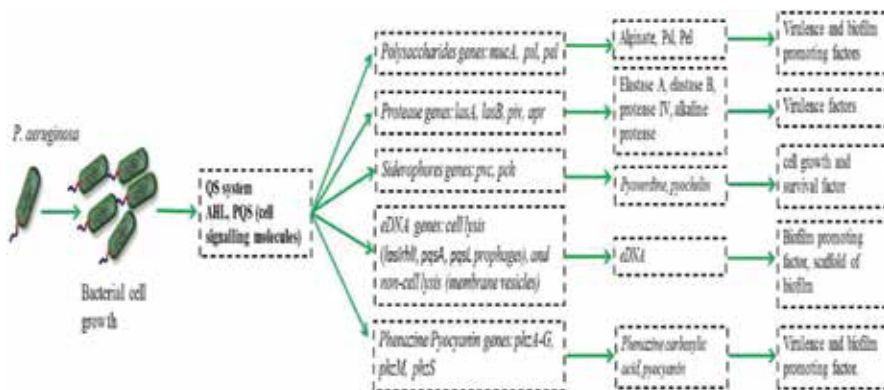 P. aeruginosa
Bacterial cell
growth
QS system
AHL, PQS (cell
signalling molecules)
Polysaccharides genes: mucA, psl, pel
Alginate, Psl, Pel
Virulence and biofilm
promoting factors
Protease genes: lasA, lasB, piv, apr
Elastase A, elastase B,
protease IV, alkaline
protease
Virulence factors
Siderophores genes: pvc, pch
Pyoverdine, pyochelin
cell growth and
survival factor
eDNA genes: cell lysis
pqsA, pqsL prophages), and
non-cell lysis (membrane vesicles)
eDNA
Biofilm promoting
factor, scaffold of
biofilm
Phenazine Pyocyanin genes: phzA-G,
phzM, phzS
Phenazine carboxylic
acid, pyocyanin
Virulence and biofilm
promoting factor.